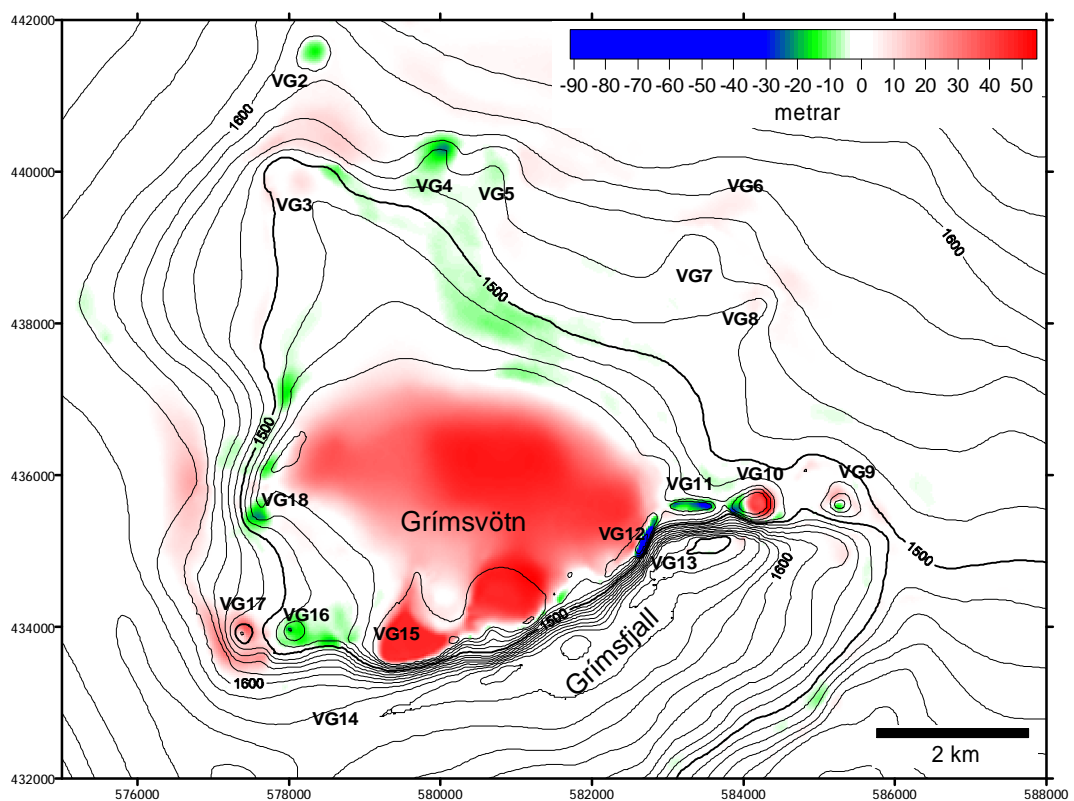 442000
440000
438000
436000
434000
432000
576000 578000 580000 582000 584000 586000 588000
-90 -80 -70 -60 -50 -40 -30 -20 -10 0 10 20 30 40 50
metrar
VG2
1600
VG4
VG5
VG6
VG3
1600
VG7
1500
VG8
1500
VG10
VG9
VG11
VG18
Grímsvötn
VG12
VG13
1500
1600
VG17
VG16
VG15
1500
Grímsfjall
1600
VG14
2 km